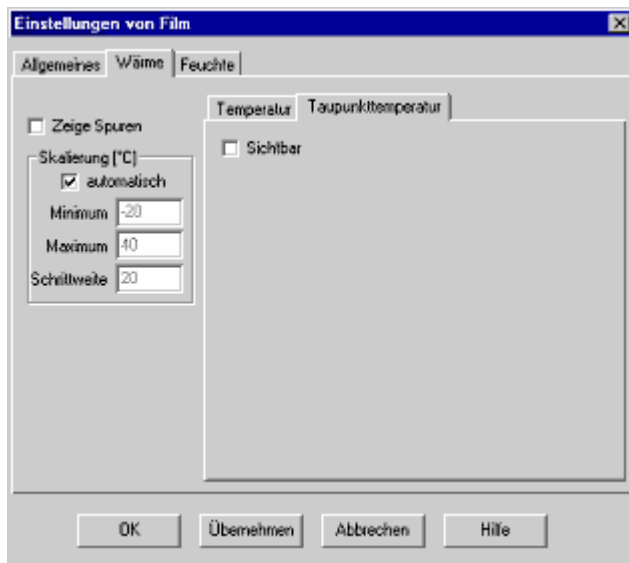 Einstellungen von Film
Allgemeines Wärme Feuchte
Zeige Spuren
Skalierung [°C]
automatisch
Minimum -20
Maximum 40
Schrittweite 20
Temperatur Taupunkttemperatur
Sichtbar
OK Übernehmen Abbrechen Hilfe